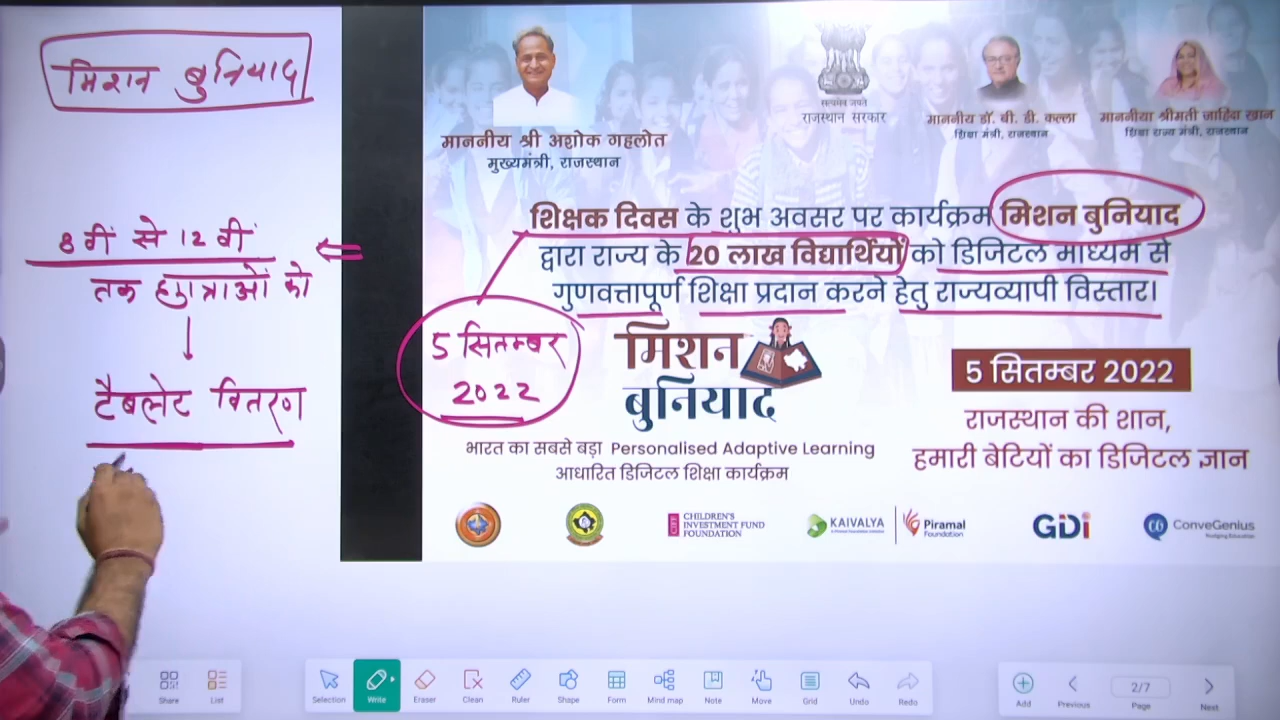 मिशन बुनियाद
8 वीं से 12 वीं
तक छात्राओं को
टैबलेट वितरण
माननीय श्री अशोक गहलोत
मुख्यमंत्री, राजस्थान
सत्यमेव जयते
राजस्थान सरकार
माननीय डॉ. बी. डी. कल्ला
शिक्षा मंत्री, राजस्थान
माननीया श्रीमती जाहिदा खान
शिक्षा राज्य मंत्री, राजस्थान
शिक्षक दिवस के शुभ अवसर पर कार्यक्रम मिशन बुनियाद
द्वारा राज्य के 20 लाख विद्यार्थियों को डिजिटल माध्यम से
गुणवत्तापूर्ण शिक्षा प्रदान करने हेतु राज्यव्यापी विस्तार।
5 सितम्बर
2022
मिशन
बुनियाद
भारत का सबसे बड़ा Personalised Adaptive Learning
आधारित डिजिटल शिक्षा कार्यक्रम
5 सितम्बर 2022
राजस्थान की शान,
हमारी बेटियों का डिजिटल ज्ञान
CIFF CHILDREN'S
INVESTMENT FUND
FOUNDATION
KAIVALYA
Piramal
Foundation
GDi
CG ConveGenius
Share
List
Selection
Write
Eraser
Clean
Ruler
Shape
Form
Mind map
Note
Move
Grid
Undo
Redo
Add
Previous
2/7
Page
Next